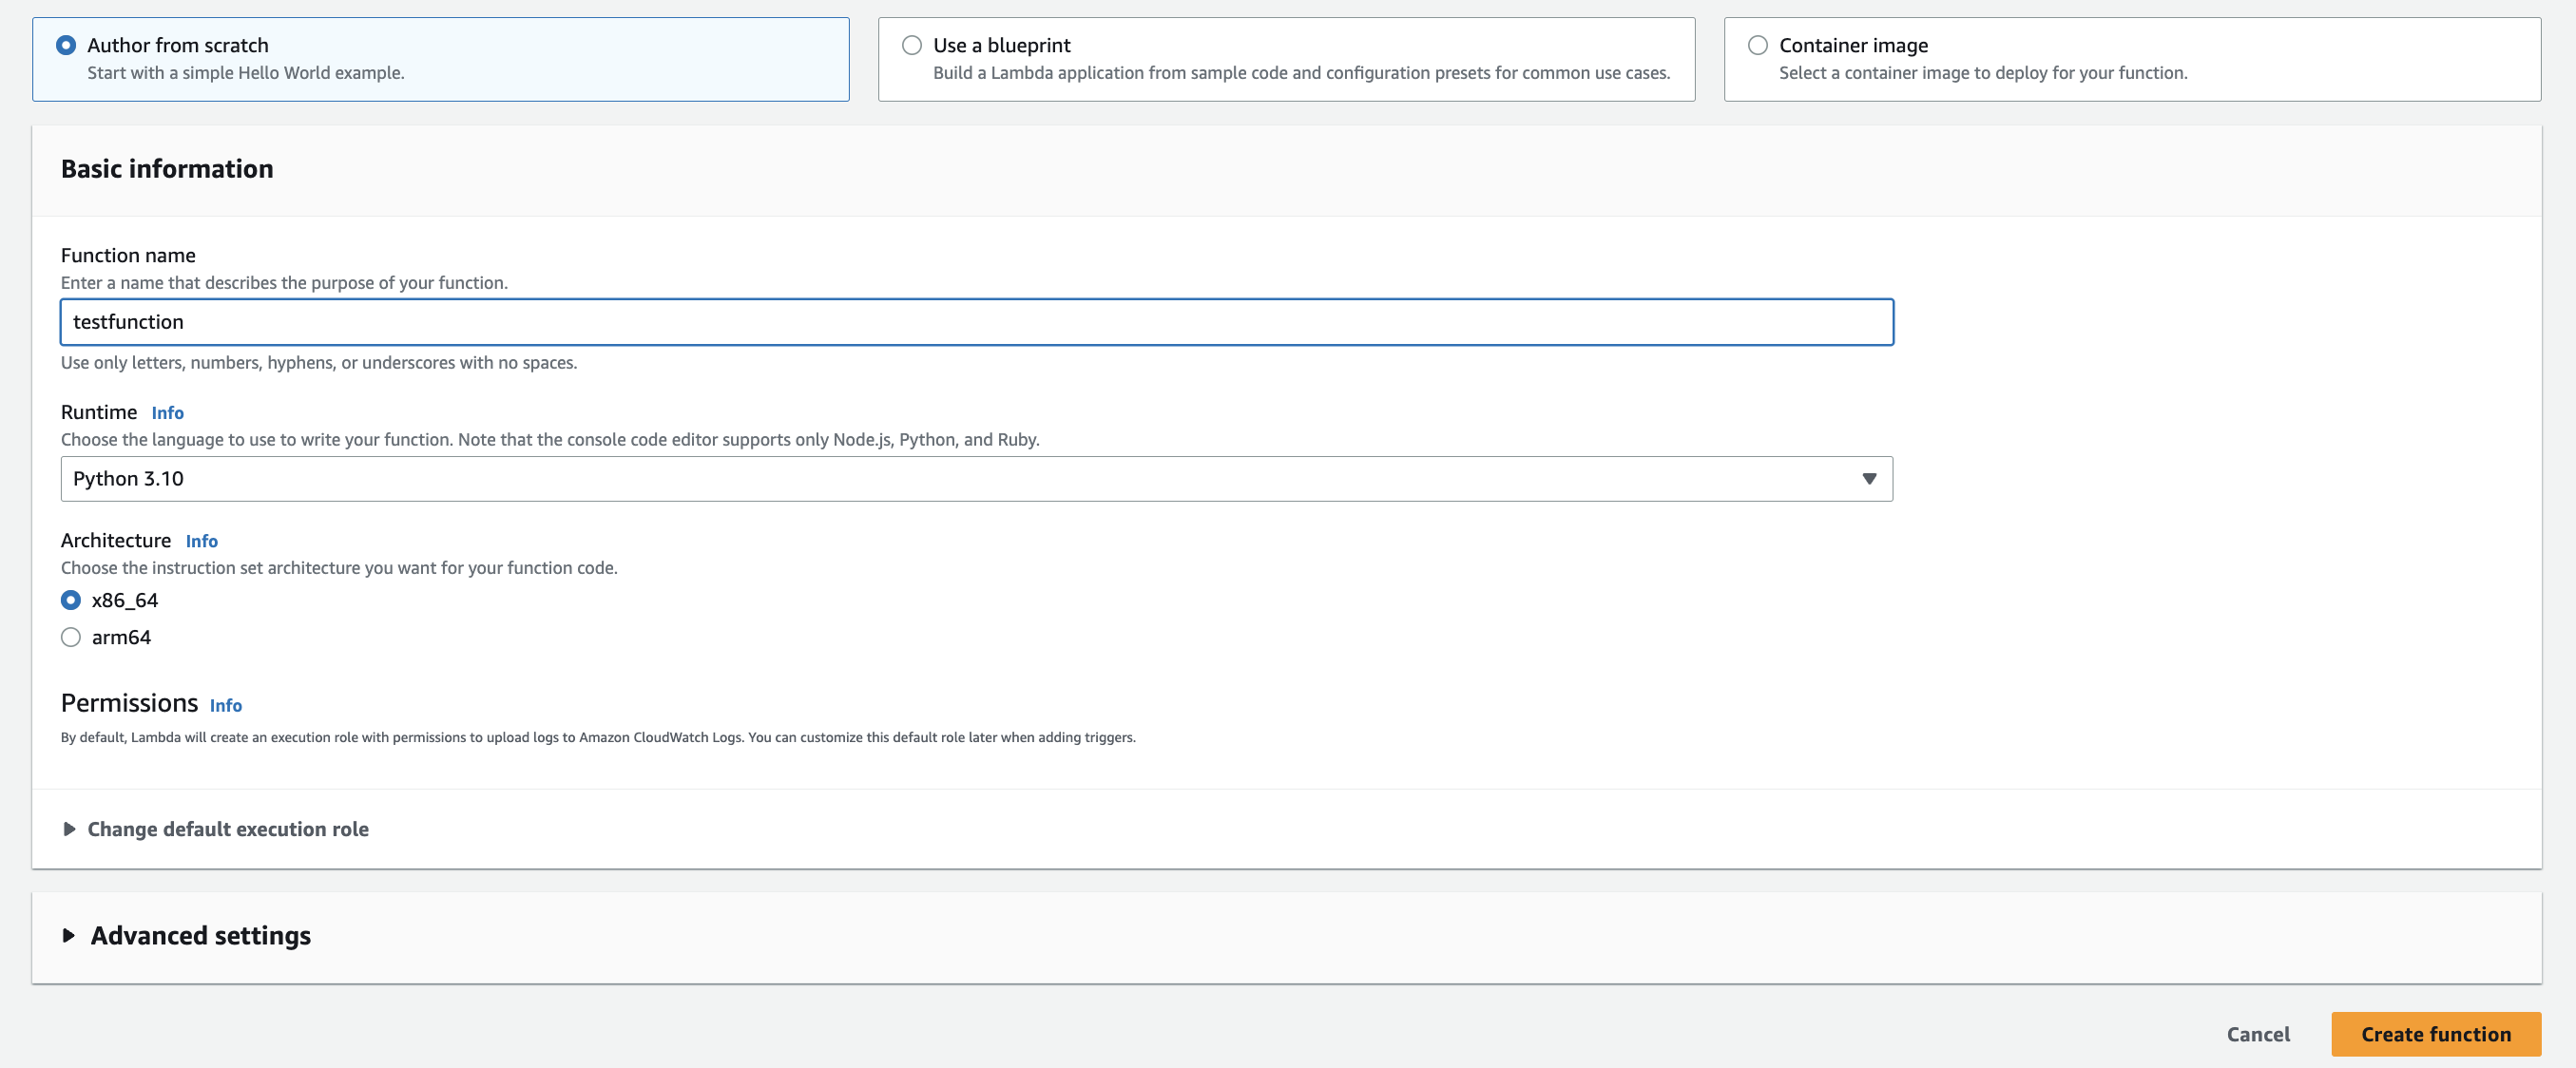 Author from scratch
Start with a simple Hello World example.
Use a blueprint
Build a Lambda application from sample code and configuration presets for common use cases.
Container image
Select a container image to deploy for your function.
Basic information
Function name
Enter a name that describes the purpose of your function.
testfunction
Use only letters, numbers, hyphens, or underscores with no spaces.
Runtime Info
Choose the language to use to write your function. Note that the console code editor supports only Node.js, Python, and Ruby.
Python 3.10
Architecture Info
Choose the instruction set architecture you want for your function code.
x86_64
arm64
Permissions Info
By default, Lambda will create an execution role with permissions to upload logs to Amazon CloudWatch Logs. You can customize this default role later when adding triggers.
Change default execution role
Advanced settings
Cancel
Create function